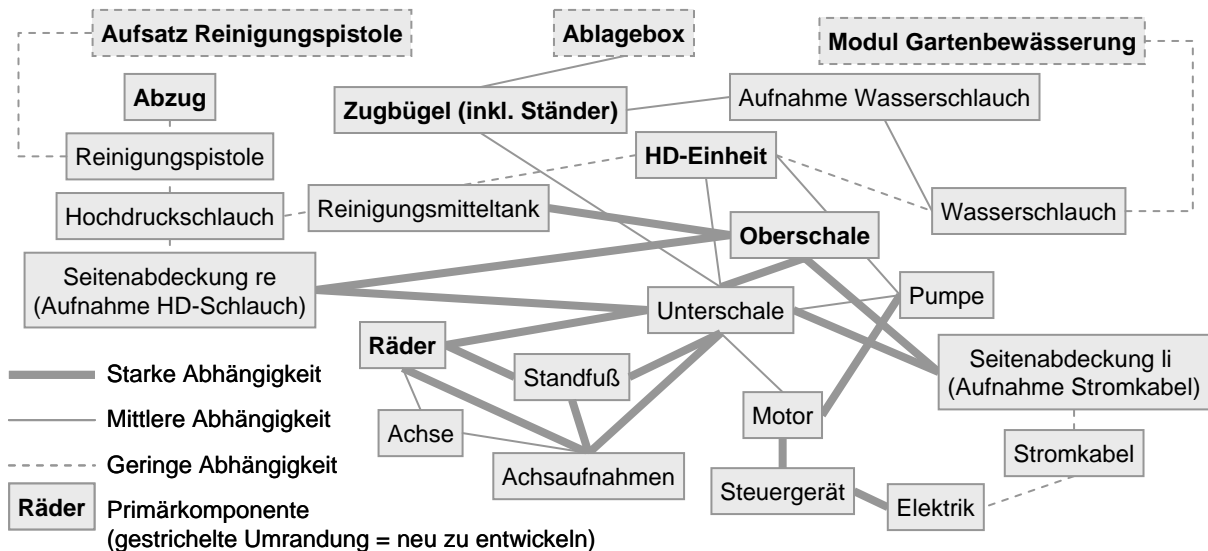 Aufsatz Reinigungspistole
Ablagebox
Modul Gartenbewässerung
Abzug
Zugbügel (inkl. Ständer)
Aufnahme Wasserschlauch
Reinigungspistole
HD-Einheit
Hochdruckschlauch
Reinigungsmitteltank
Wasserschlauch
Oberschale
Seitenabdeckung re
(Aufnahme HD-Schlauch)
Unterschale
Pumpe
Räder
Standfuß
Seitenabdeckung li
(Aufnahme Stromkabel)
Starke Abhängigkeit
Mittlere Abhängigkeit
Achse
Motor
Geringe Abhängigkeit
Achsaufnahmen
Stromkabel
Steuergerät
Elektrik
Räder
Primärkomponente
(gestrichelte Umrandung = neu zu entwickeln)